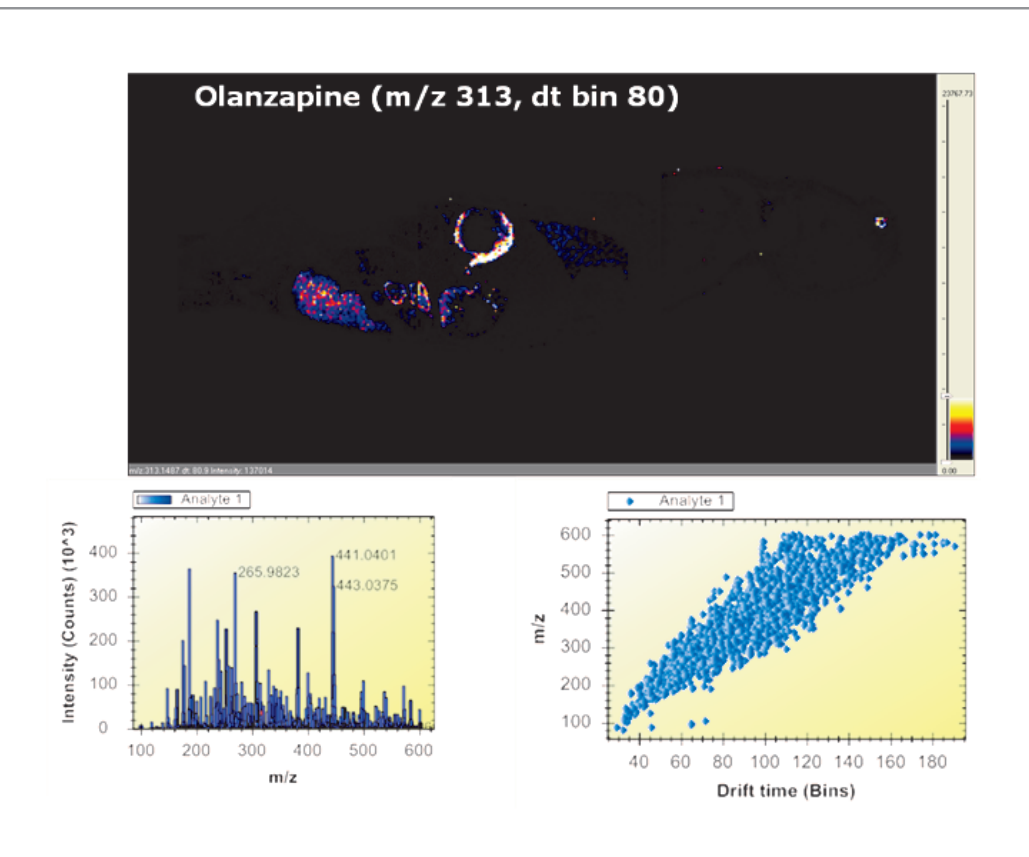 Olanzapine (m/z 313, dt bin 80)
23767.73
0.00
m/z:313.1487 dt: 80.9 Intensity: 137014
Analyte 1
Intensity (Counts) (10^3)
400
300
200
100
0
441.0401
265.9823
443.0375
100 200 300 400 500 600
m/z
Analyte 1
m/z
600
500
400
300
200
100
40 60 80 100 120 140 160 180
Drift time (Bins)